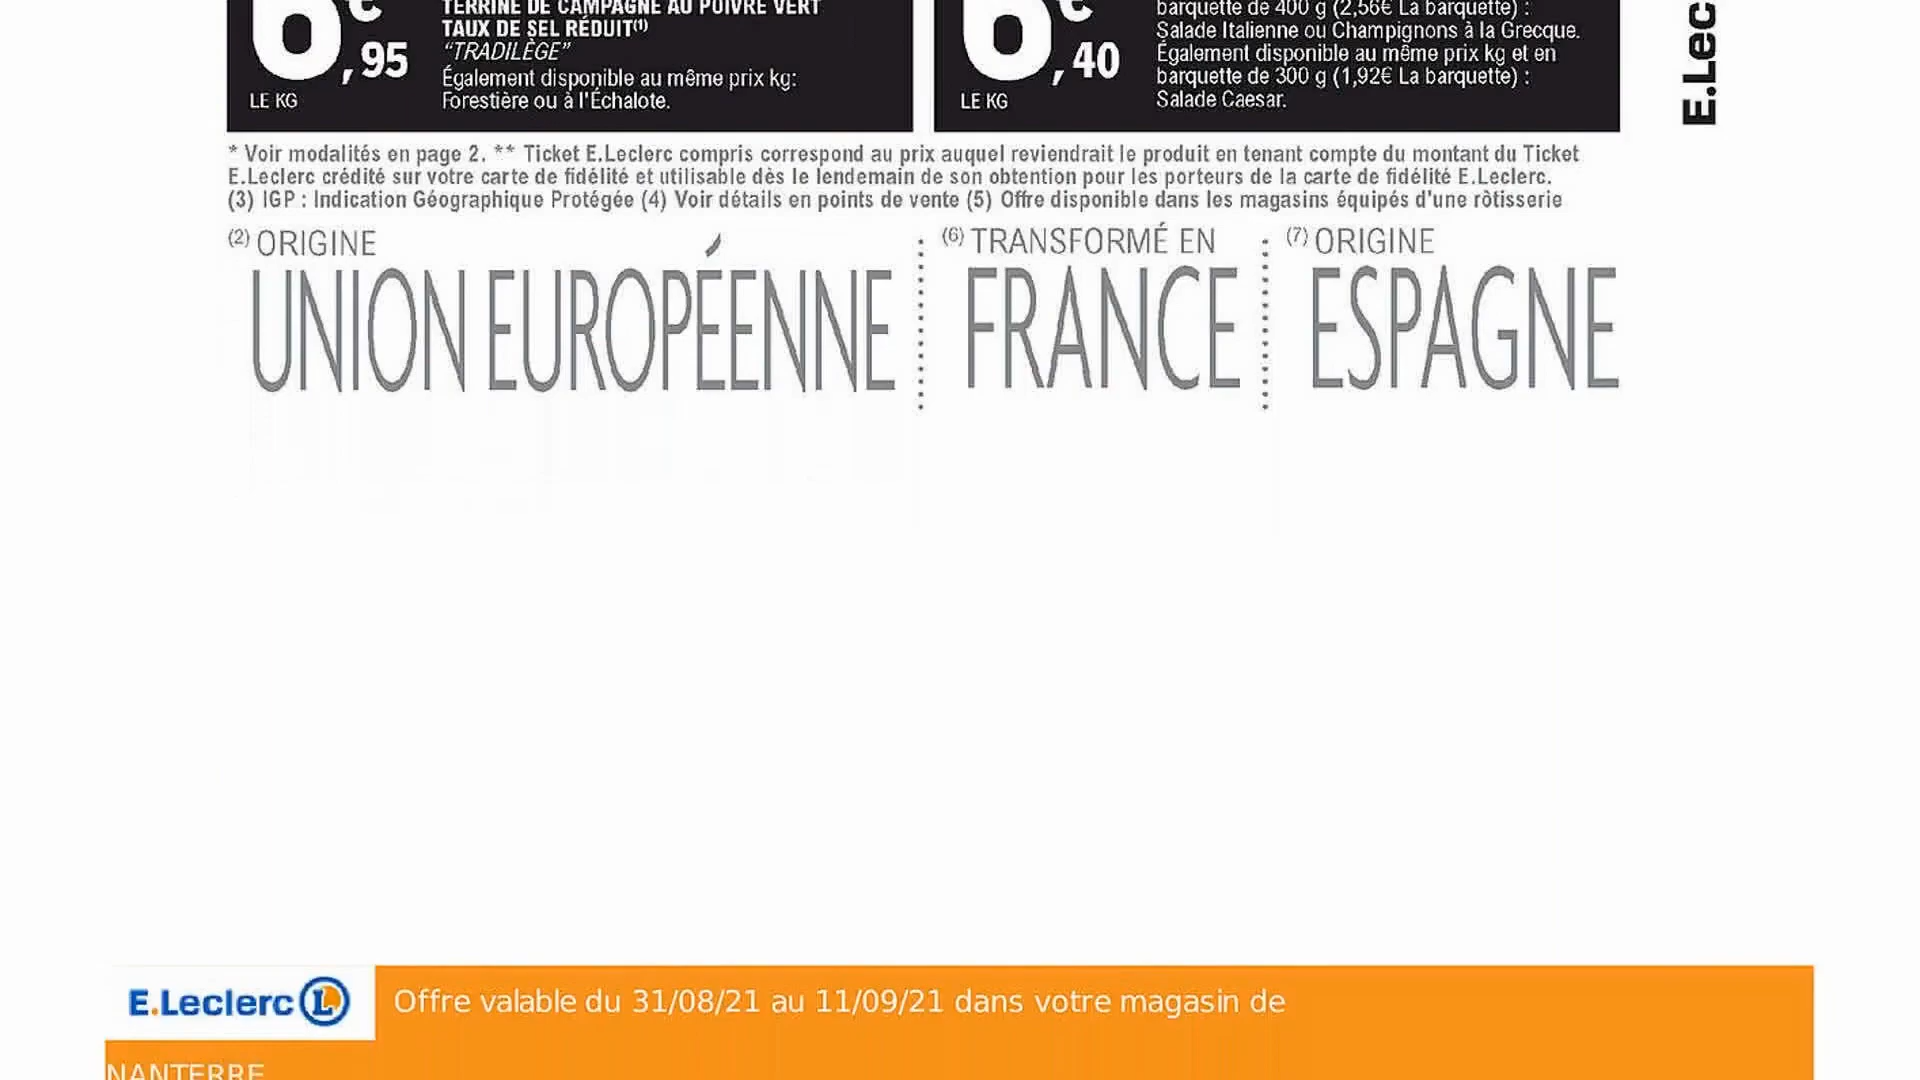 6€,95
LE KG
TERRINE DE CAMPAGNE AU POIVRE VERT
TAUX DE SEL RÉDUIT(1)
“TRADILÈGE”
Également disponible au même prix kg:
Forestière ou à l'Échalote.
6€,40
LE KG
barquette de 400 g (2,56€ La barquette) :
Salade Italienne ou Champignons à la Grecque.
Également disponible au même prix kg et en
barquette de 300 g (1,92€ La barquette) :
Salade Caesar.
E.Lec
* Voir modalités en page 2. ** Ticket E.Leclerc compris correspond au prix auquel reviendrait le produit en tenant compte du montant du Ticket
E.Leclerc crédité sur votre carte de fidélité et utilisable dès le lendemain de son obtention pour les porteurs de la carte de fidélité E.Leclerc.
(3) IGP : Indication Géographique Protégée (4) Voir détails en points de vente (5) Offre disponible dans les magasins équipés d'une rôtisserie
(2) ORIGINE
UNION EUROPÉENNE
(6) TRANSFORMÉ EN
FRANCE
(7) ORIGINE
ESPAGNE
E.Leclerc L
Offre valable du 31/08/21 au 11/09/21 dans votre magasin de
NANTERRE